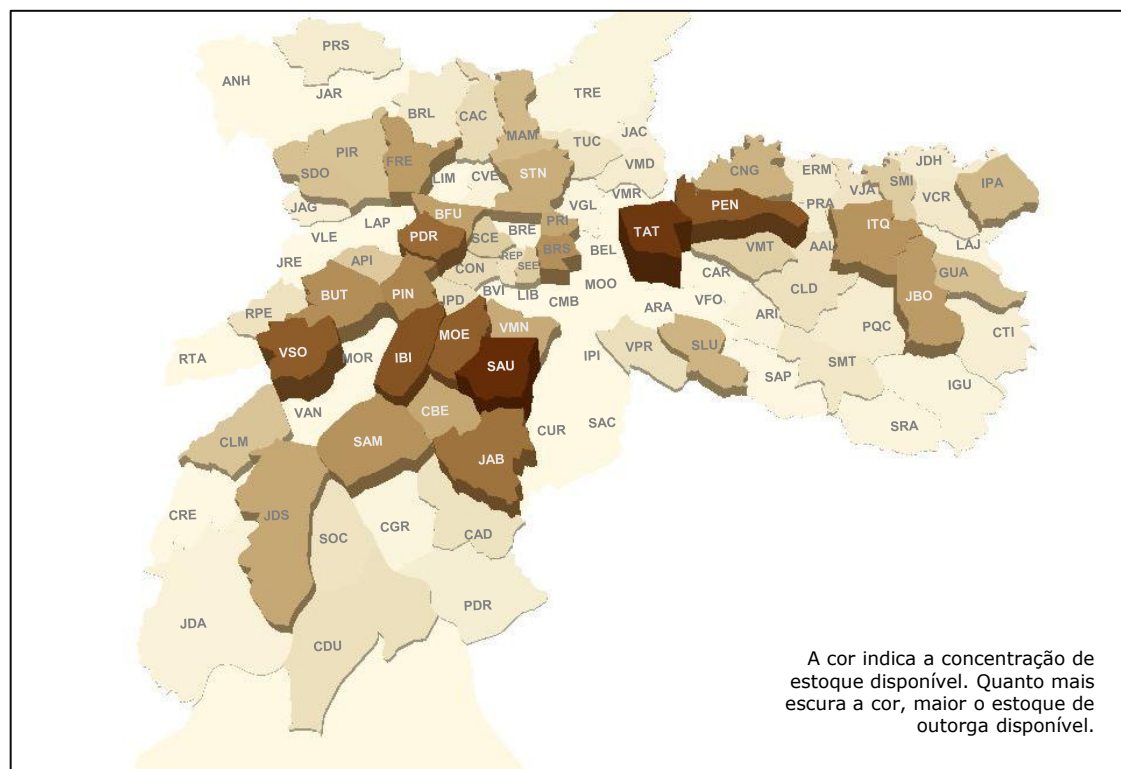 PRS
ANH
JAR
TRE
BRL
CAC
MAM
TUC
JAC
VMD
PIR
FRE
SDO
LIM
CVE
STN
CNG
ERM
JDH
VJA
SMI
VCR
IPA
JAG
LAP
BFU
VGL
VMR
PEN
PRA
ITQ
VLE
PDR
SCE
BRE
PRI
TAT
BEL
BRS
REP
SEE
VMT
AAL
LAJ
JRE
API
CON
MOO
CAR
GUA
BUT
PIN
JPD
BVI
LIB
CMB
CLD
JBO
RPE
ARA
VFO
ARI
PQC
CTI
VSO
MOR
IBI
MOE
VMN
IPI
VPR
SLU
RTA
SAU
SAP
SMT
IGU
VAN
CBE
CLM
SAM
CUR
SAC
SRA
JAB
CRE
JDS
SOC
CGR
CAD
JDA
CDU
PDR
A cor indica a concentração de
estoque disponível. Quanto mais
escura a cor, maior o estoque de
outorga disponível.